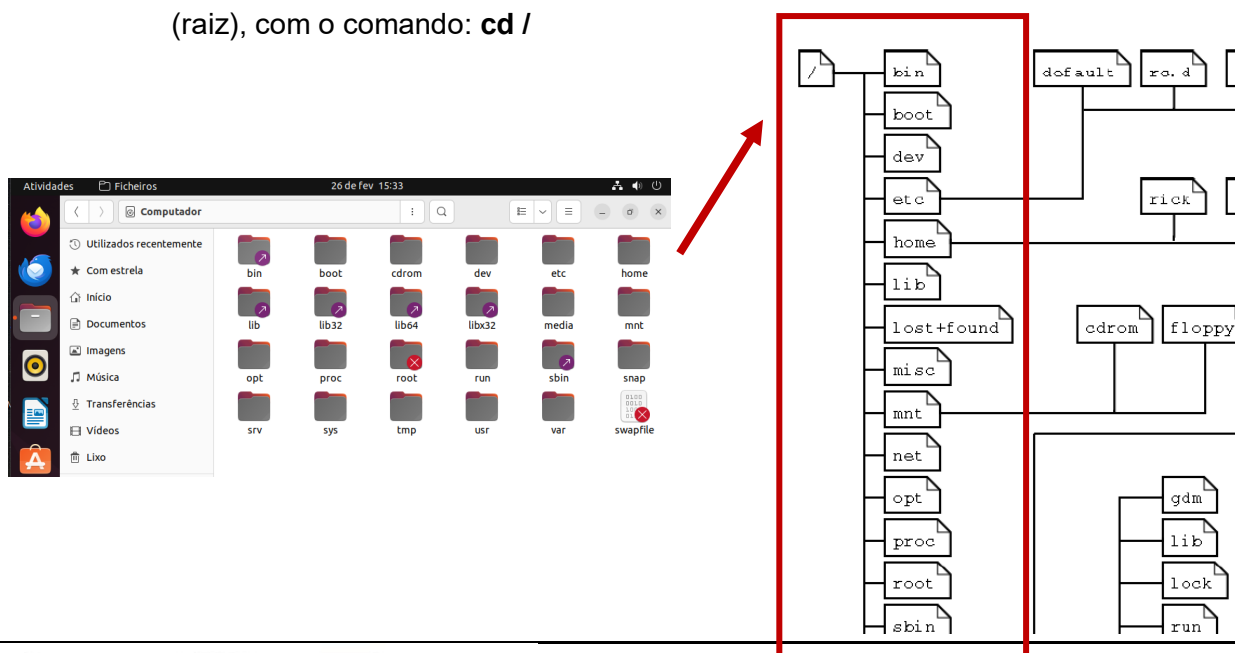 (raiz), com o comando: cd /
Atividades Ficheiros 26 de fev 15:33
Computador
Utilizados recentemente
Com estrela
Início
Documentos
Imagens
Música
Transferências
Vídeos
Lixo
bin boot cdrom dev etc home
lib lib32 lib64 libx32 media mnt
opt proc root run sbin snap
srv sys tmp usr var swapfile
/
bin
boot
dev
etc
home
lib
lost+found
misc
mnt
net
opt
proc
root
sbin
default rc.d
rick
cdrom floppy
gdm
lib
lock
run